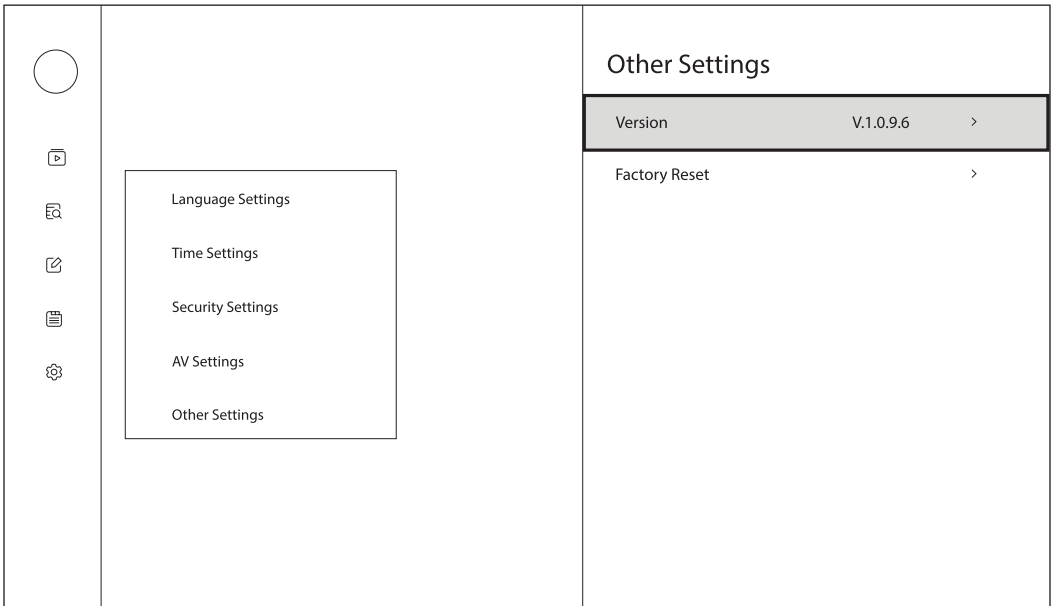 Language Settings
Time Settings
Security Settings
AV Settings
Other Settings
Other Settings
Version V.1.0.9.6 >
Factory Reset >